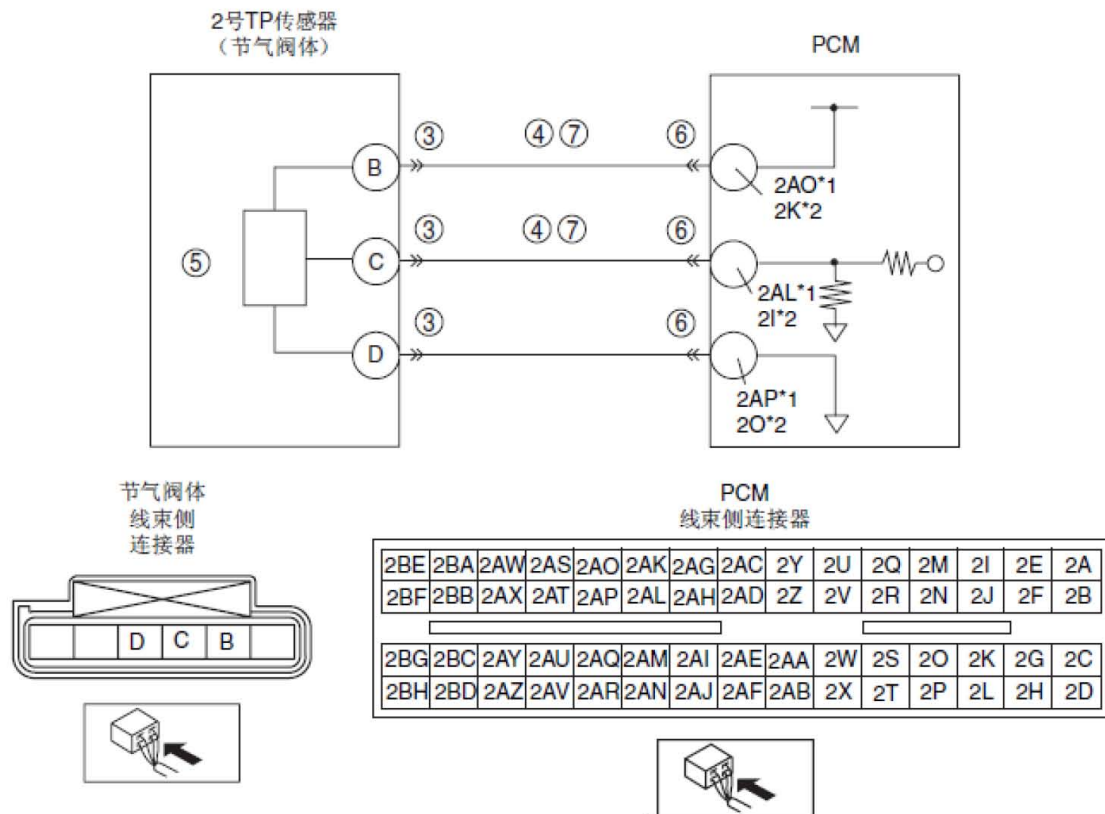 2号TP传感器
（节气阀体）
PCM
③ ④⑦ ⑥
B
2AO*1
2K*2
③ ④⑦ ⑥
⑤
C
2AL*1
2I*2
③ ⑥
D
2AP*1
2O*2
节气阀体
线束侧
连接器
D C B
PCM
线束侧连接器
2BE 2BA 2AW 2AS 2AO 2AK 2AG 2AC 2Y 2U 2Q 2M 2I 2E 2A
2BF 2BB 2AX 2AT 2AP 2AL 2AH 2AD 2Z 2V 2R 2N 2J 2F 2B
2BG 2BC 2AY 2AU 2AQ 2AM 2AI 2AE 2AA 2W 2S 2O 2K 2G 2C
2BH 2BD 2AZ 2AV 2AR 2AN 2AJ 2AF 2AB 2X 2T 2P 2L 2H 2D